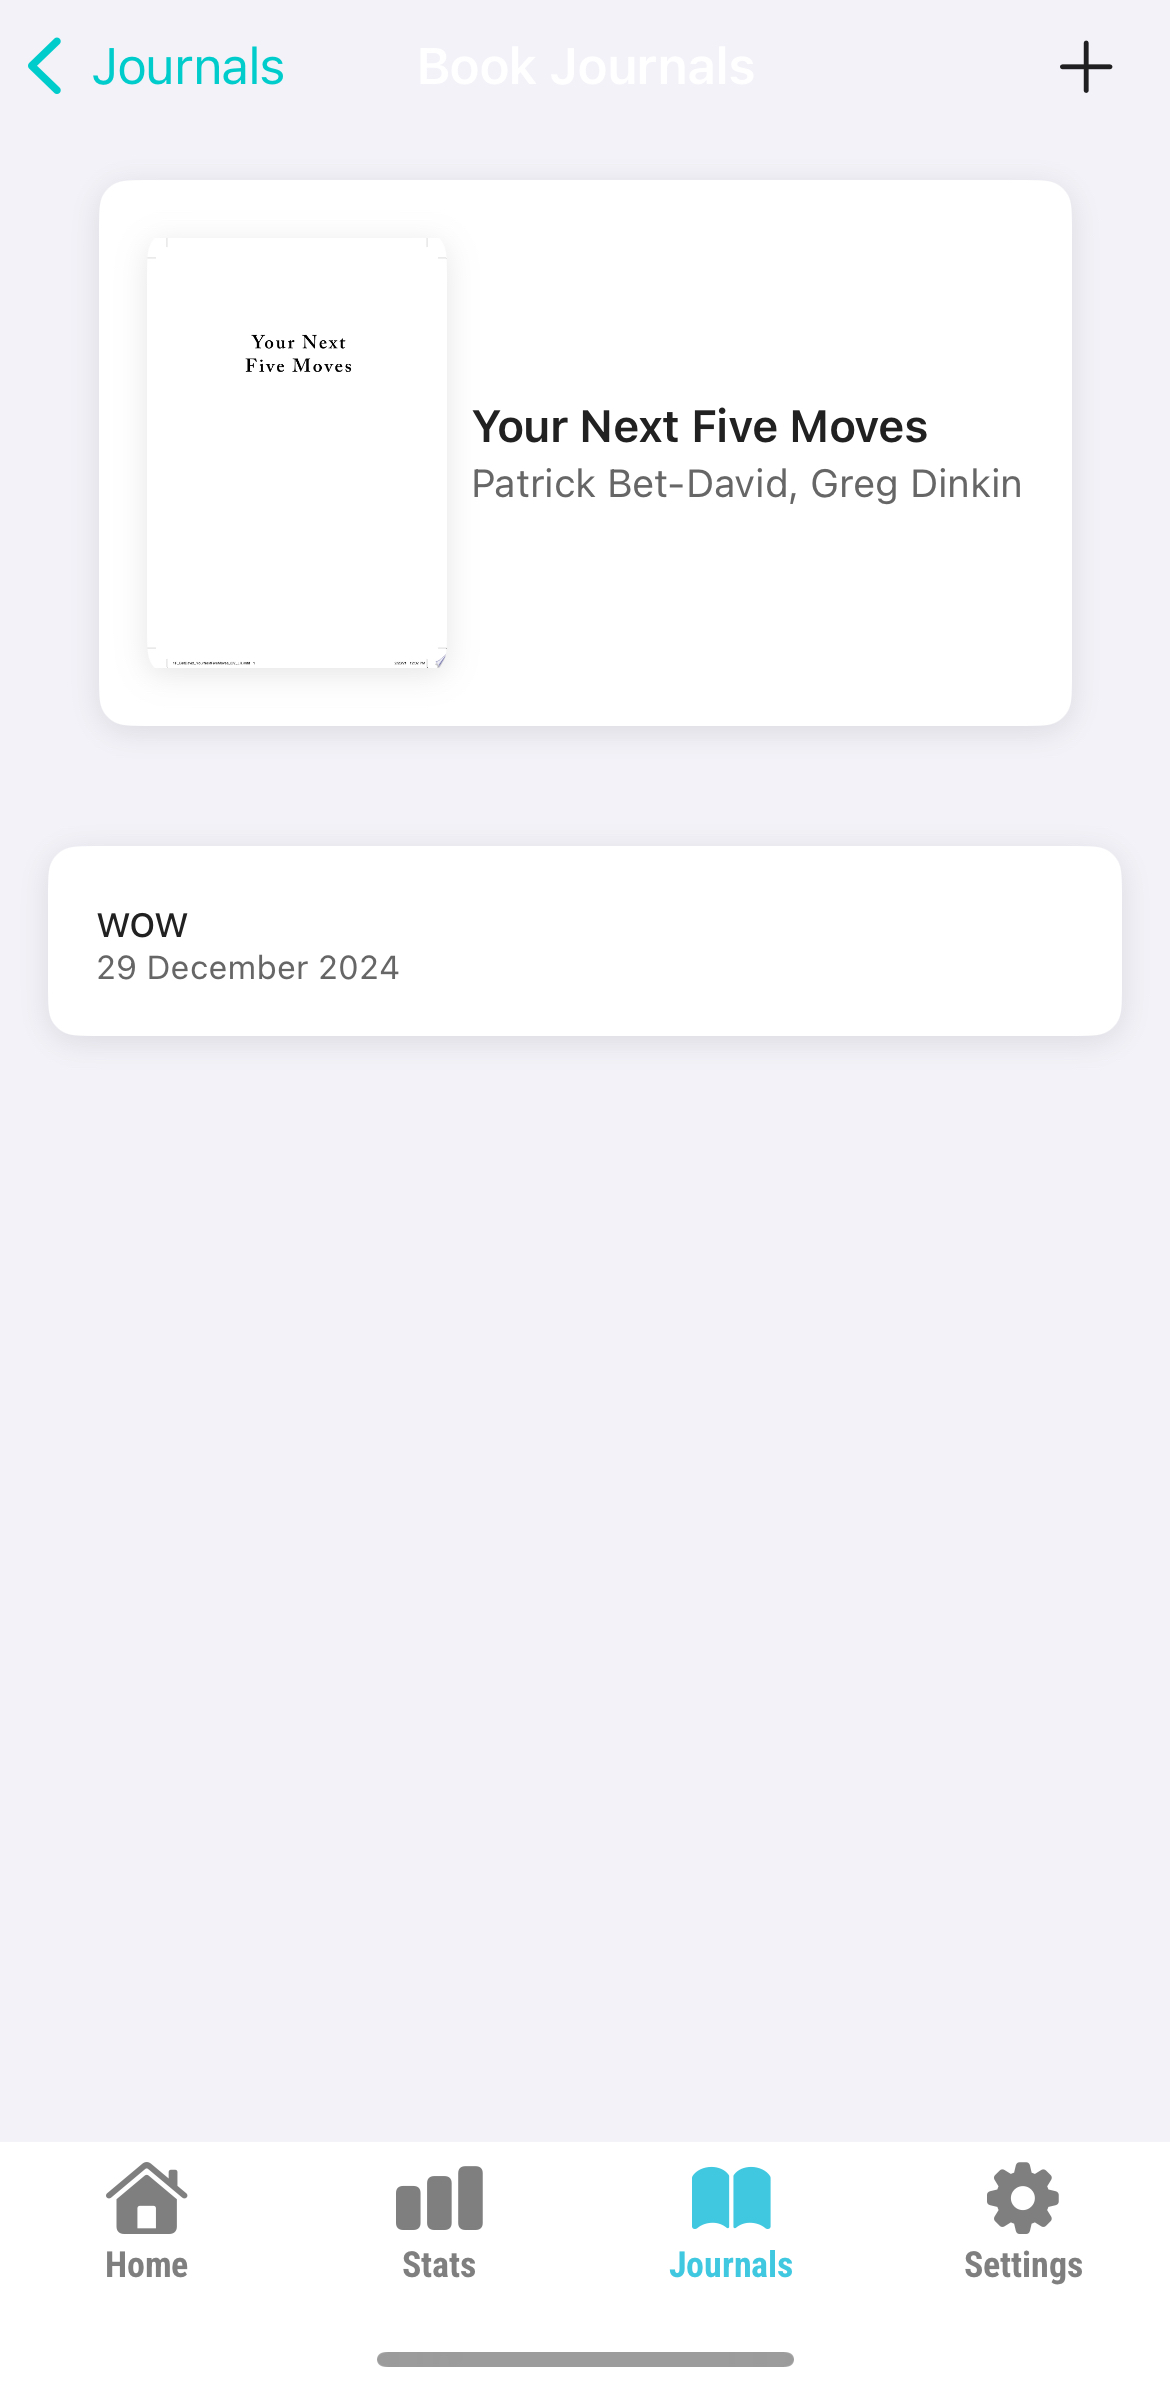 Journals
Book Journals
Your Next
Five Moves
Your Next Five Moves
Patrick Bet-David, Greg Dinkin
wow
29 December 2024
Home
Stats
Journals
Settings